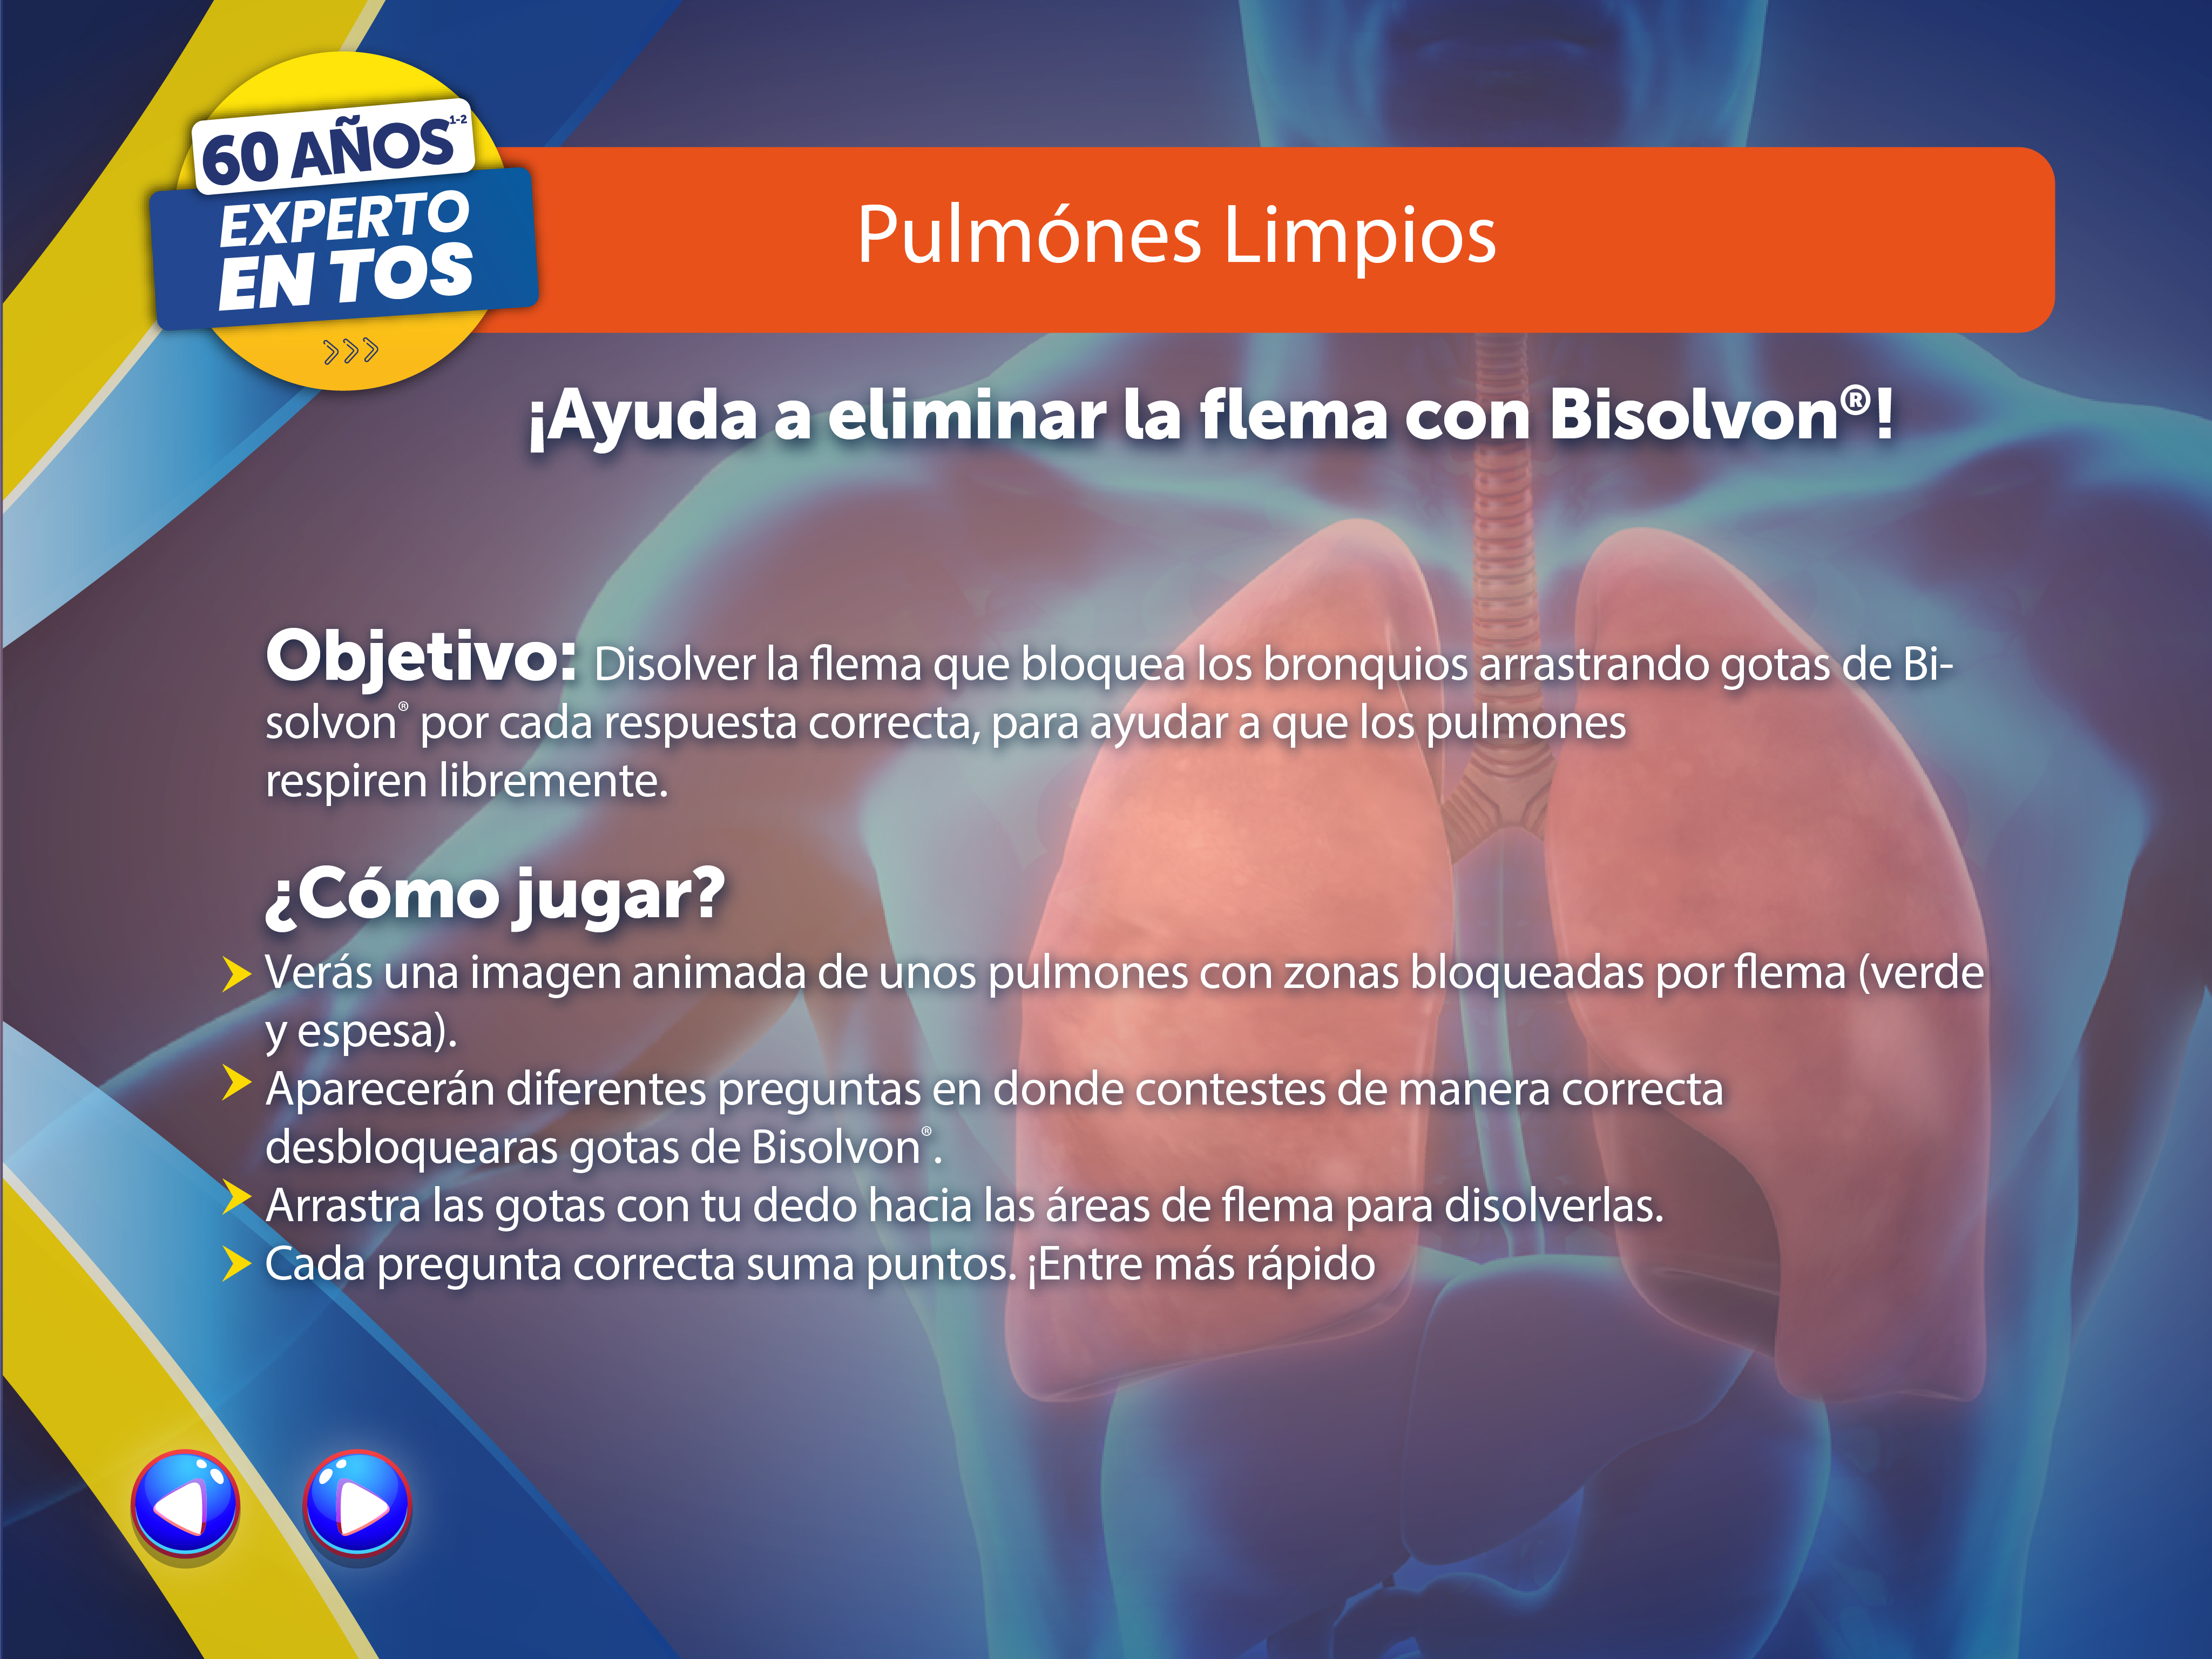 60 AÑOS¹⁻²
EXPERTO
EN TOS
Pulmónes Limpios
¡Ayuda a eliminar la flema con Bisolvon®!
Objetivo: Disolver la flema que bloquea los bronquios arrastrando gotas de Bi-
solvon® por cada respuesta correcta, para ayudar a que los pulmones
respiren libremente.
¿Cómo jugar?
Verás una imagen animada de unos pulmones con zonas bloqueadas por flema (verde
y espesa).
Aparecerán diferentes preguntas en donde contestes de manera correcta
desbloquearas gotas de Bisolvon®.
Arrastra las gotas con tu dedo hacia las áreas de flema para disolverlas.
Cada pregunta correcta suma puntos. ¡Entre más rápido